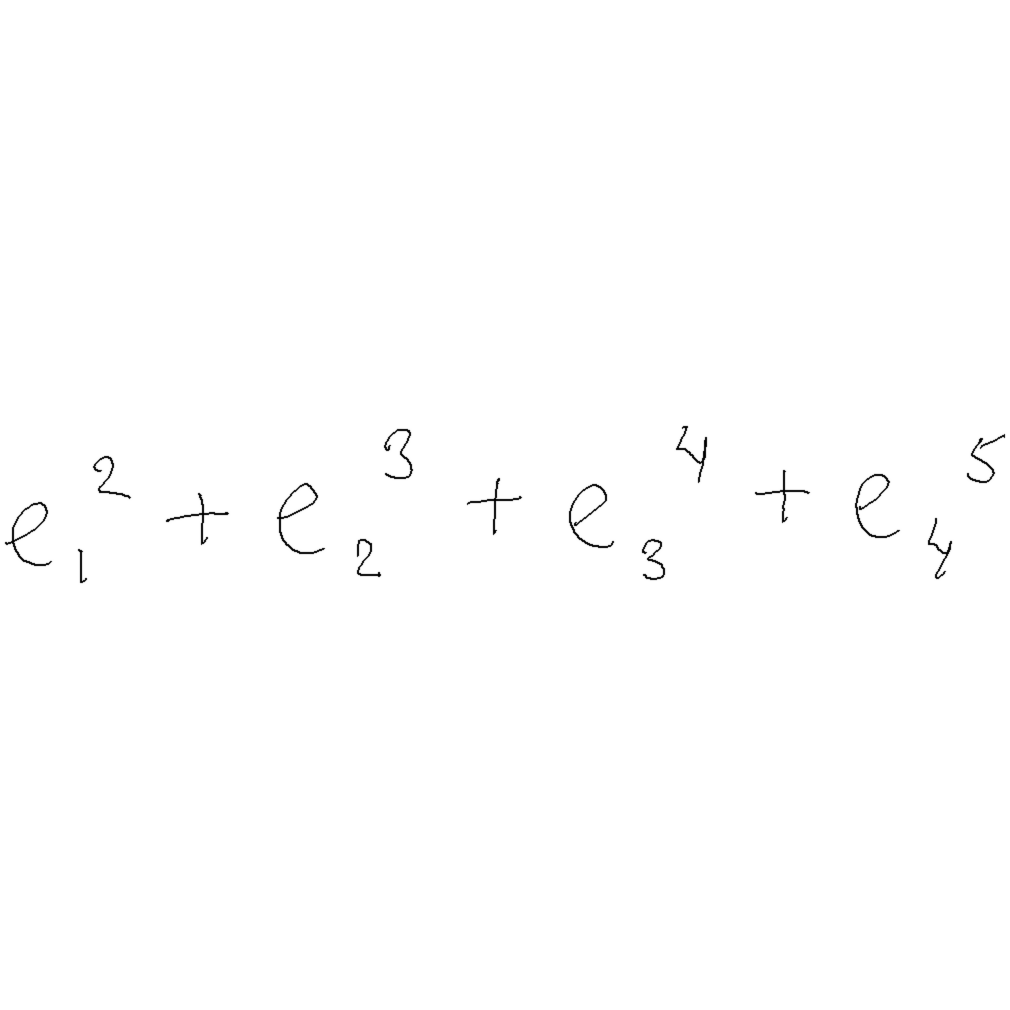 e_1^2 + e_2^3 + e_3^4 + e_4^5